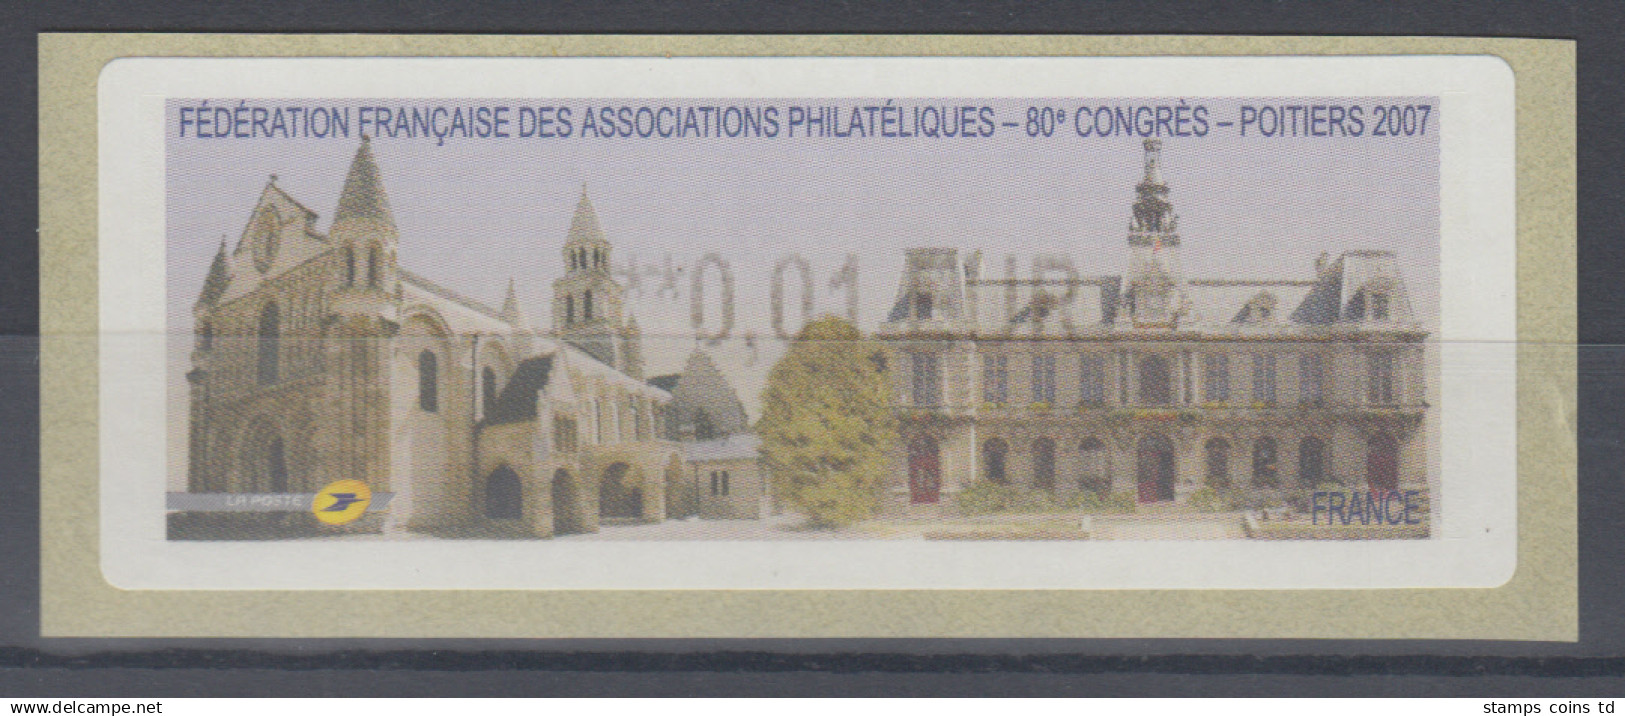 FÉDÉRATION FRANÇAISE DES ASSOCIATIONS PHILATÉLIQUES – 80e CONGRÈS – POITIERS 2007
**0,01 EUR
LA POSTE
FRANCE
www.delcampe.net
stamps coins td